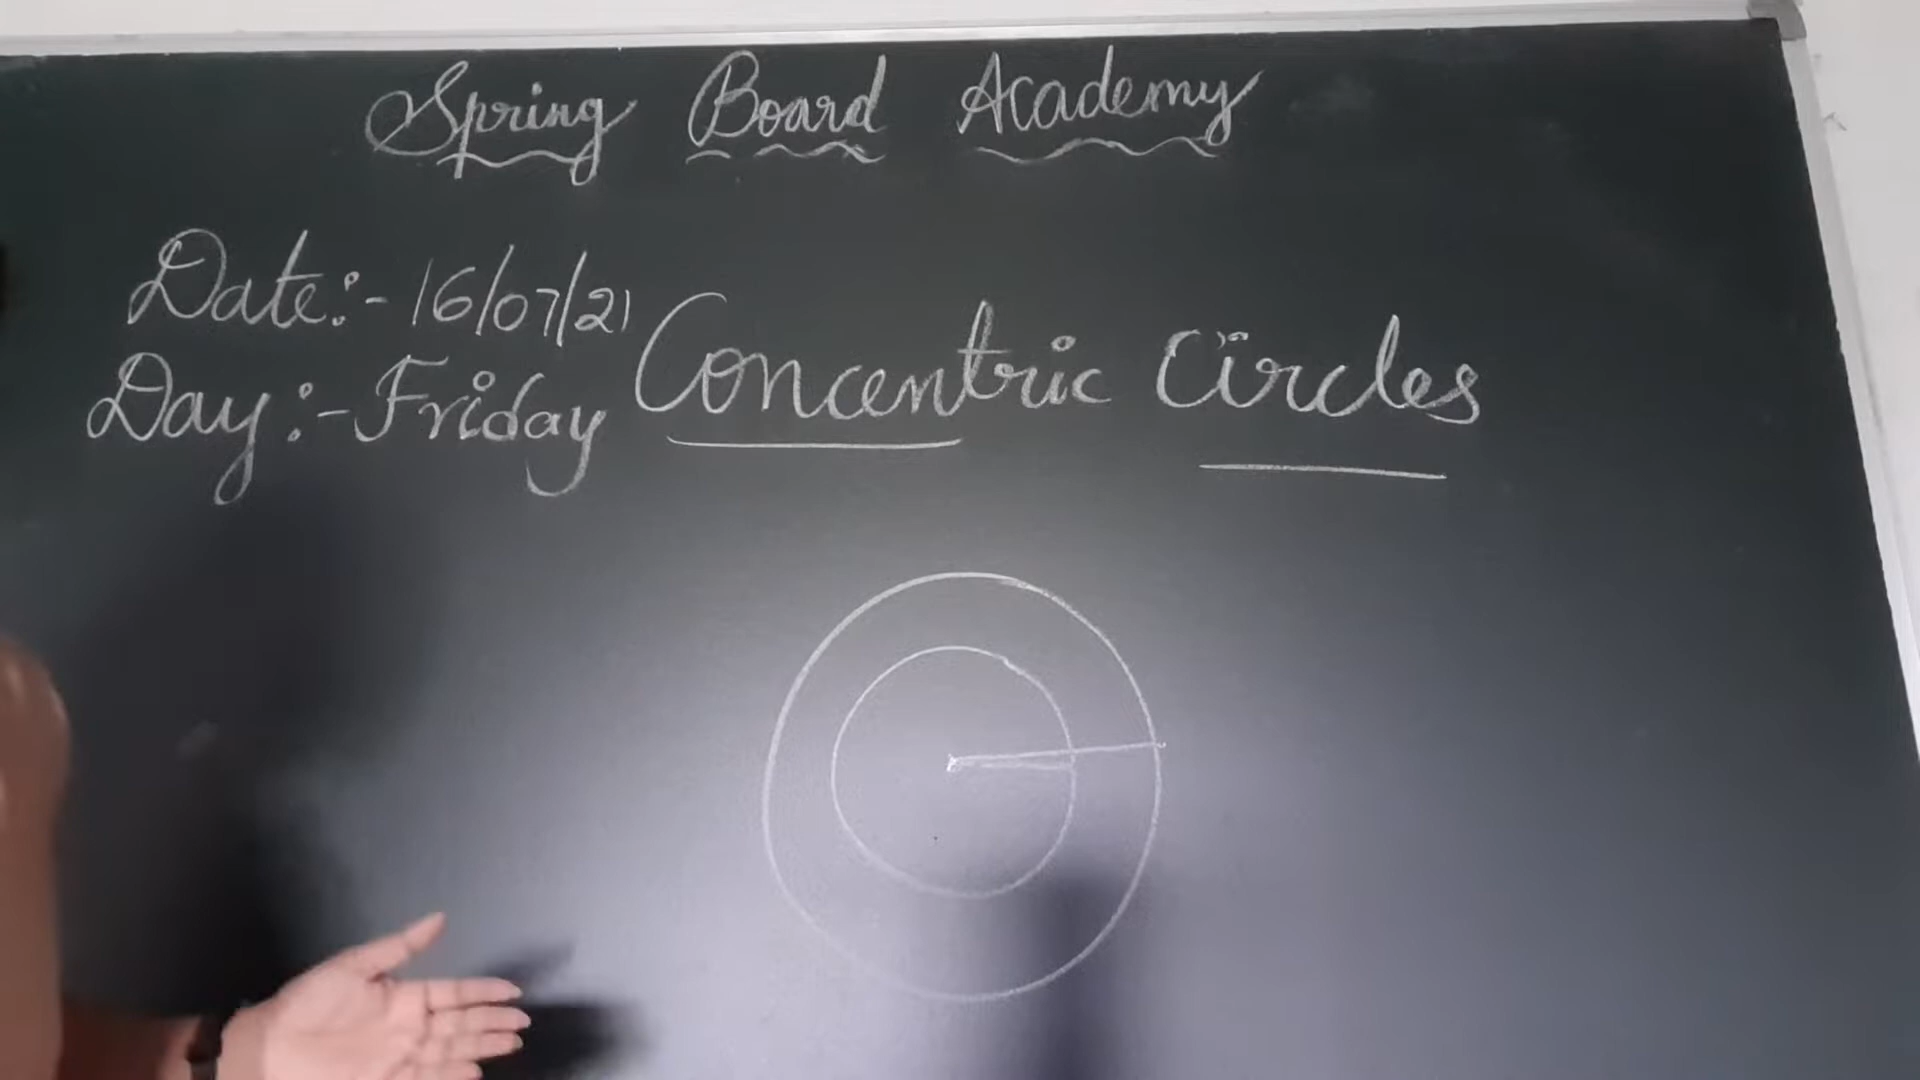 Spring Board Academy
Date:- 16/07/21
Day:- Friday
Concentric Circles